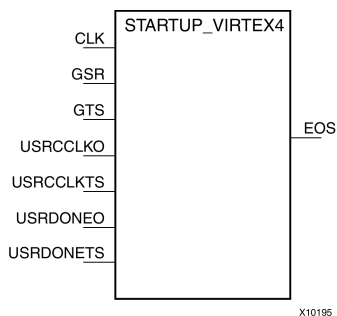 STARTUP_VIRTEX4
CLK
GSR
GTS
EOS
USRCCLKO
USRCCLKTS
USRDONEO
USRDONETS
X10195